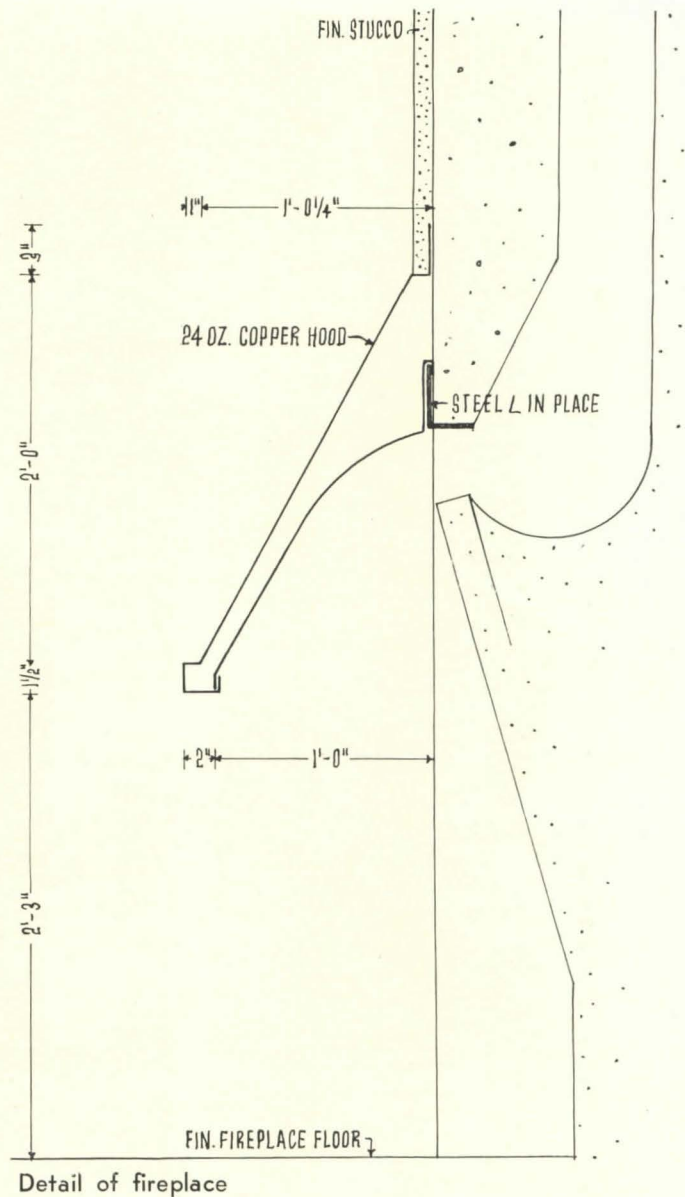 FIN. STUCCO
1"
1'-0 1/4"
24 OZ. COPPER HOOD
STEEL L IN PLACE
2'-0"
1 1/2"
2"
1'-0"
2'-3"
FIN. FIREPLACE FLOOR
Detail of fireplace